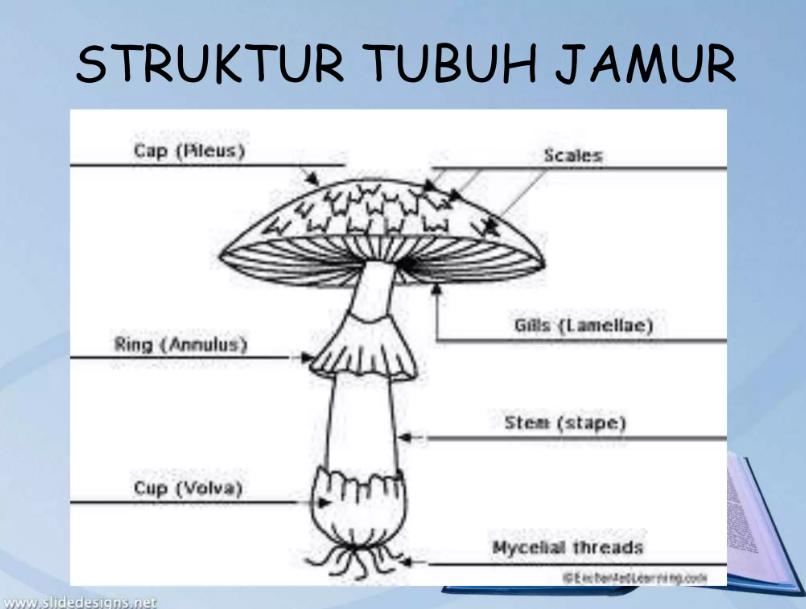 STRUKTUR TUBUH JAMUR
Cap (Pileus)
Scales
Gills (Lamellae)
Ring (Annulus)
Stem (stape)
Cup (Volva)
Mycelial threads
©EnchantedLearning.com
www.slidedesigns.net